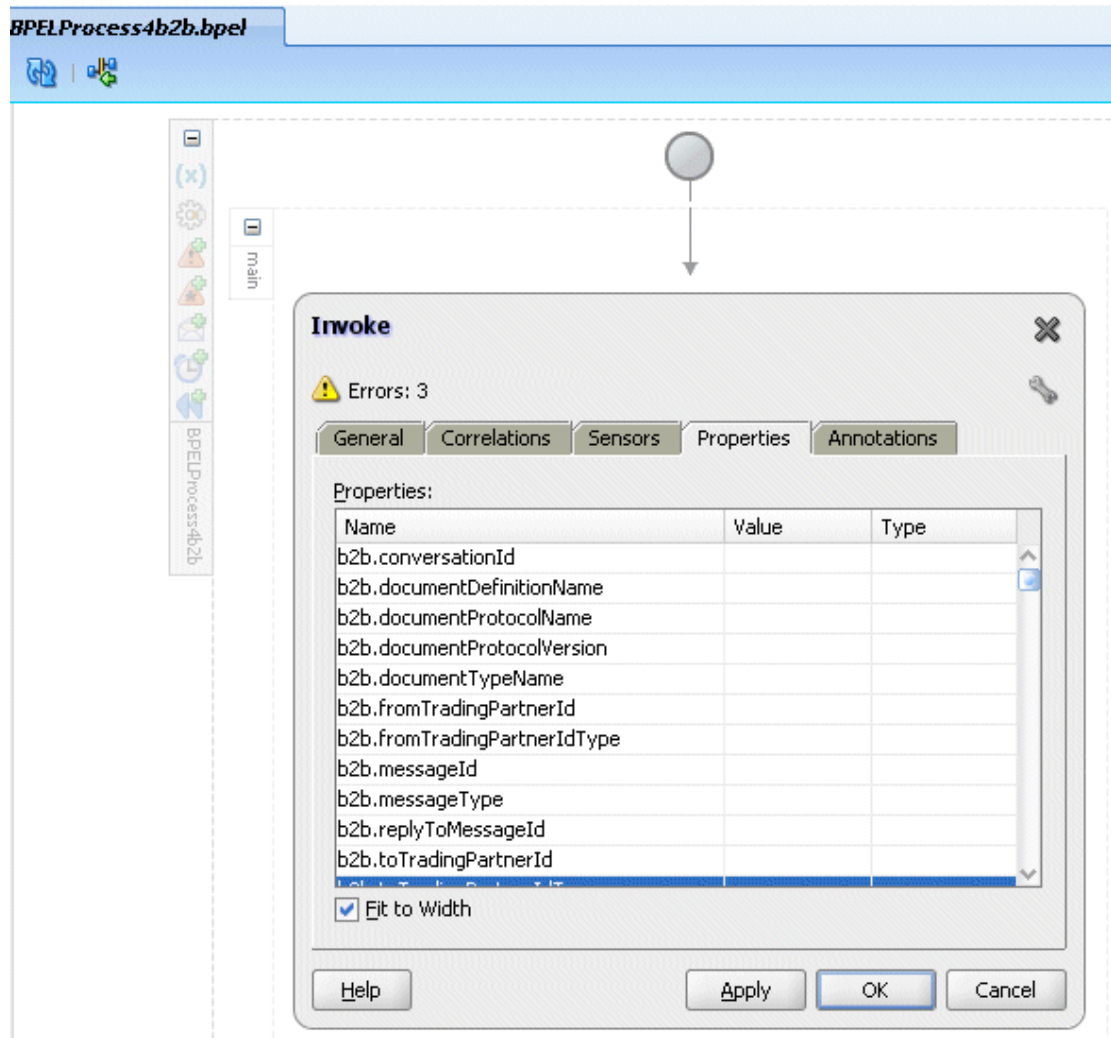 BPELProcess4b2b.bpel
(x)
main
BPELProcess4b2b
Invoke
Errors: 3
General Correlations Sensors Properties Annotations
Properties:
Name Value Type
b2b.conversationId
b2b.documentDefinitionName
b2b.documentProtocolName
b2b.documentProtocolVersion
b2b.documentTypeName
b2b.fromTradingPartnerId
b2b.fromTradingPartnerIdType
b2b.messageId
b2b.messageType
b2b.replyToMessageId
b2b.toTradingPartnerId
Fit to Width
Help Apply OK Cancel